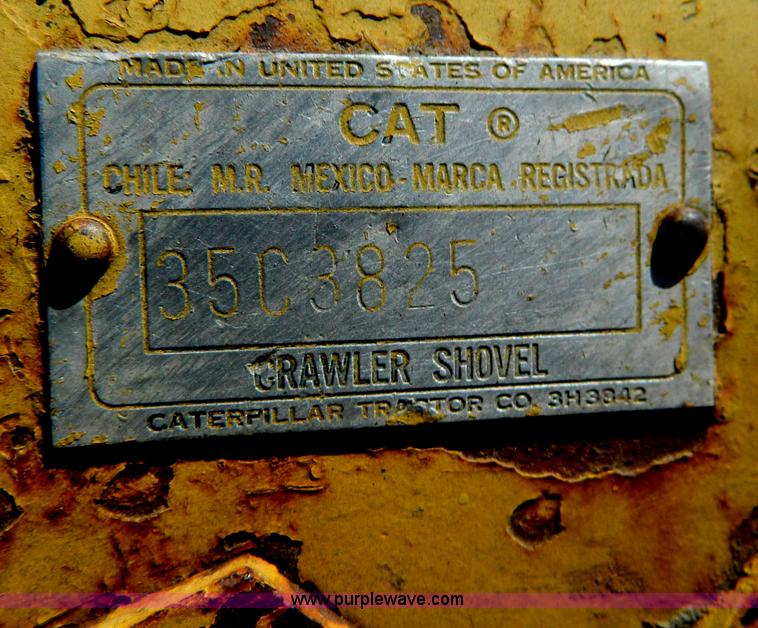 MADE IN UNITED STATES OF AMERICA
CAT ®
CHILE: M.R. MEXICO-MARCA REGISTRADA
35C3825
CRAWLER SHOVEL
CATERPILLAR TRACTOR CO. 3H3842
www.purplewave.com